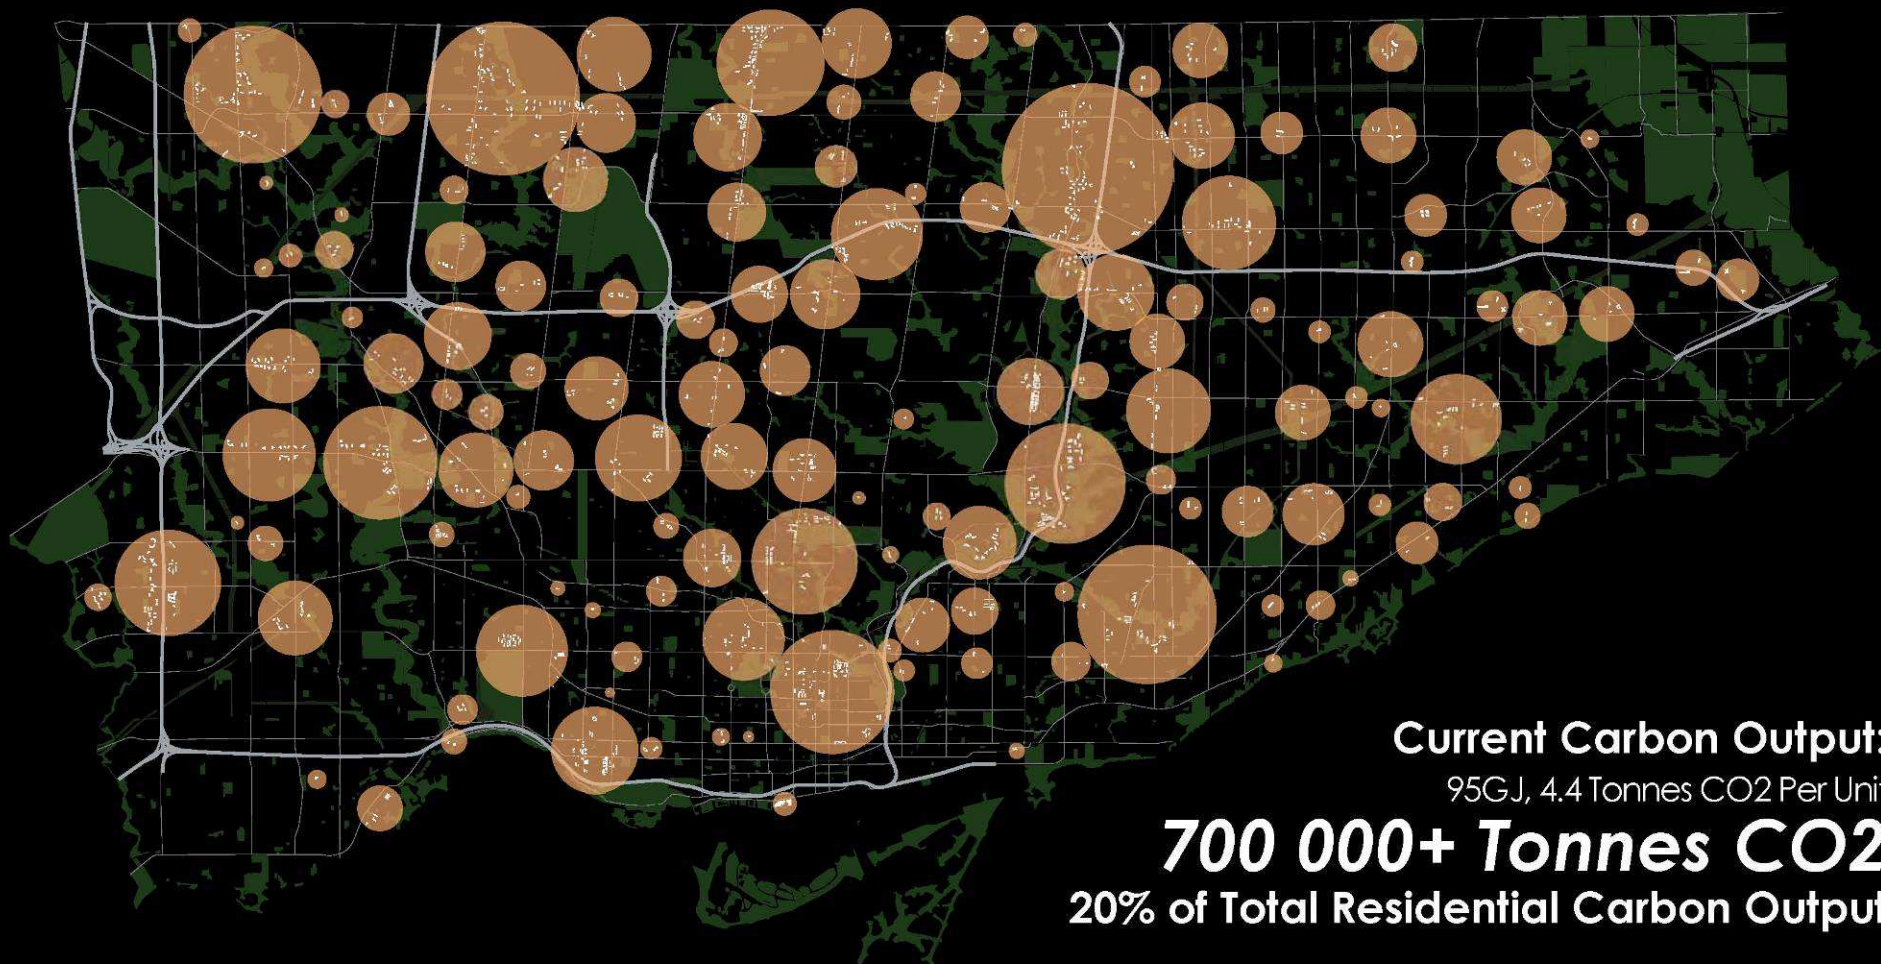 Current Carbon Output:
95GJ, 4.4 Tonnes CO2 Per Unit
700 000+ Tonnes CO2
20% of Total Residential Carbon Output